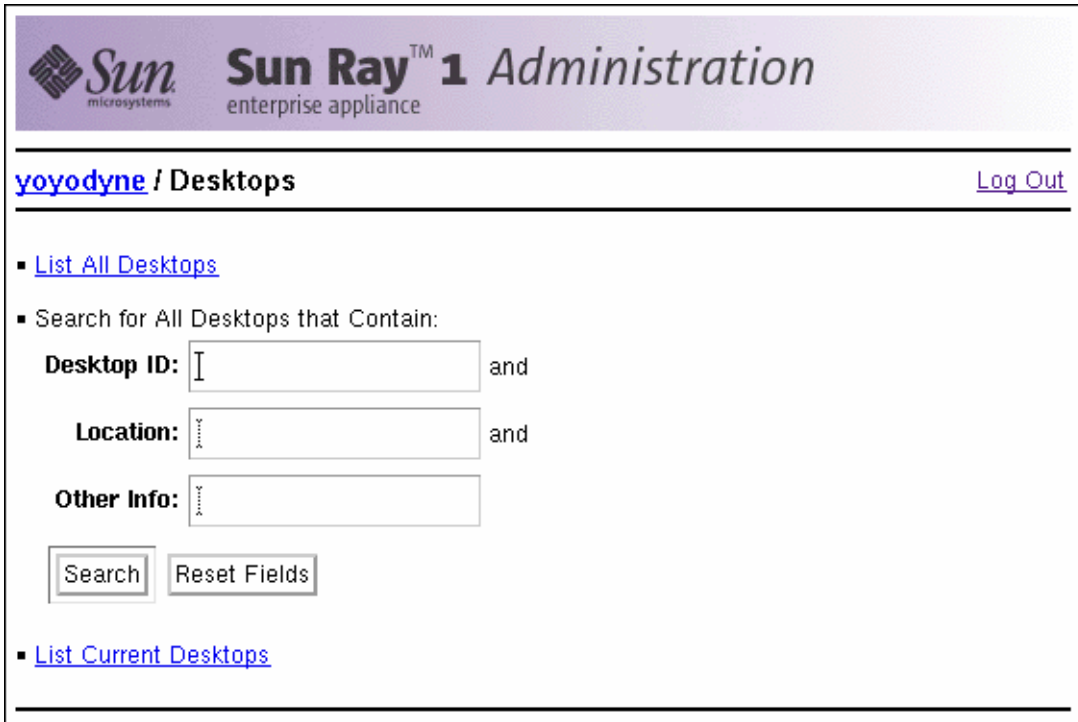 Sun
microsystems
Sun Ray™ 1 Administration
enterprise appliance
yoyodyne / Desktops
Log Out
List All Desktops
Search for All Desktops that Contain:
Desktop ID: and
Location: and
Other Info:
Search Reset Fields
List Current Desktops